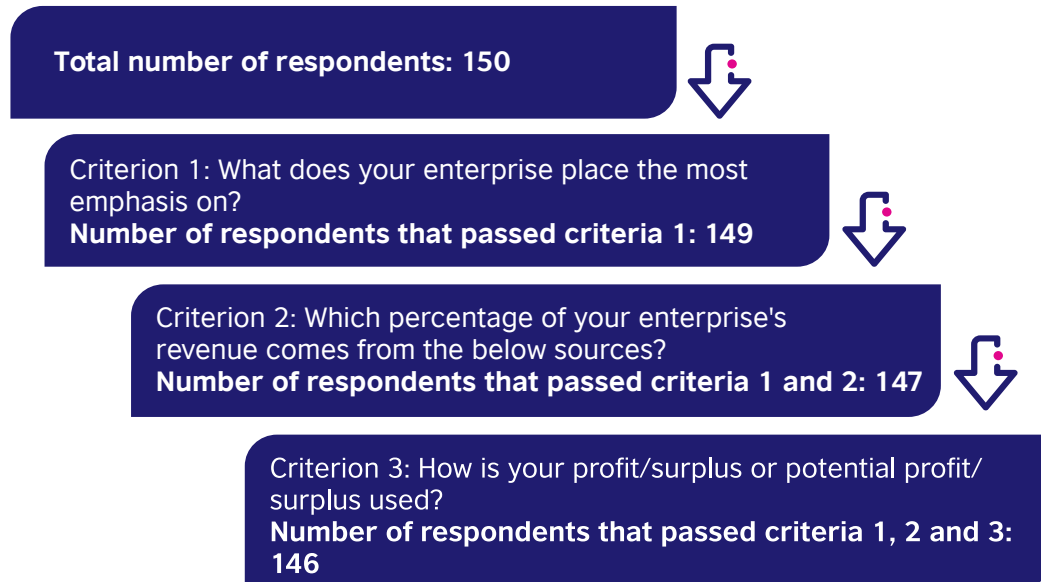 Total number of respondents: 150
Criterion 1: What does your enterprise place the most
emphasis on?
Number of respondents that passed criteria 1: 149
Criterion 2: Which percentage of your enterprise's
revenue comes from the below sources?
Number of respondents that passed criteria 1 and 2: 147
Criterion 3: How is your profit/surplus or potential profit/
surplus used?
Number of respondents that passed criteria 1, 2 and 3:
146